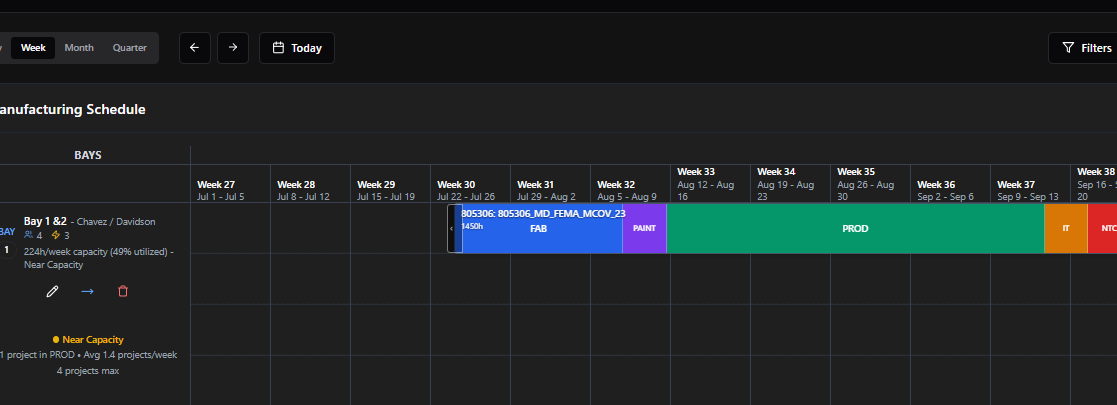 Week Month Quarter Today Filters
anufacturing Schedule
BAYS
Week 27
Jul 1 - Jul 5
Week 28
Jul 8 - Jul 12
Week 29
Jul 15 - Jul 19
Week 30
Jul 22 - Jul 26
Week 31
Jul 29 - Aug 2
Week 32
Aug 5 - Aug 9
Week 33
Aug 12 - Aug
16
Week 34
Aug 19 - Aug
23
Week 35
Aug 26 - Aug
30
Week 36
Sep 2 - Sep 6
Week 37
Sep 9 - Sep 13
Week 38
Sep 16 - S
20
BAY
1
Bay 1 &2 - Chavez / Davidson
4 3
224h/week capacity (49% utilized) -
Near Capacity
805306: 805306_MD_FEMA_MCOV_23
1450h
FAB PAINT PROD IT NTC
Near Capacity
1 project in PROD • Avg 1.4 projects/week
4 projects max